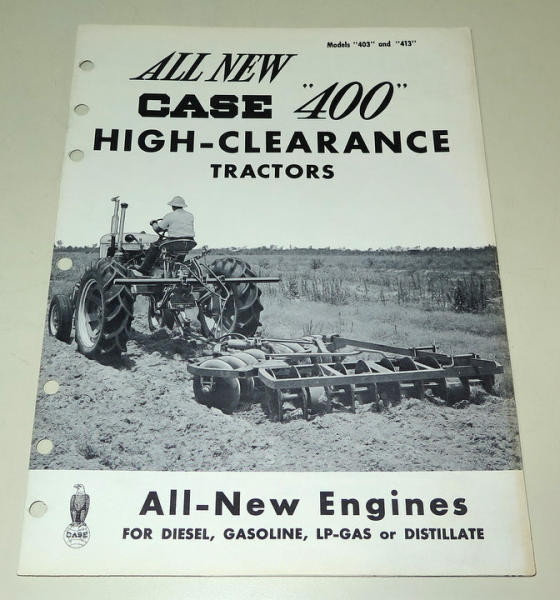 Models "403" and "413"
ALL NEW
CASE "400"
HIGH-CLEARANCE
TRACTORS
All-New Engines
FOR DIESEL, GASOLINE, LP-GAS or DISTILLATE
CASE